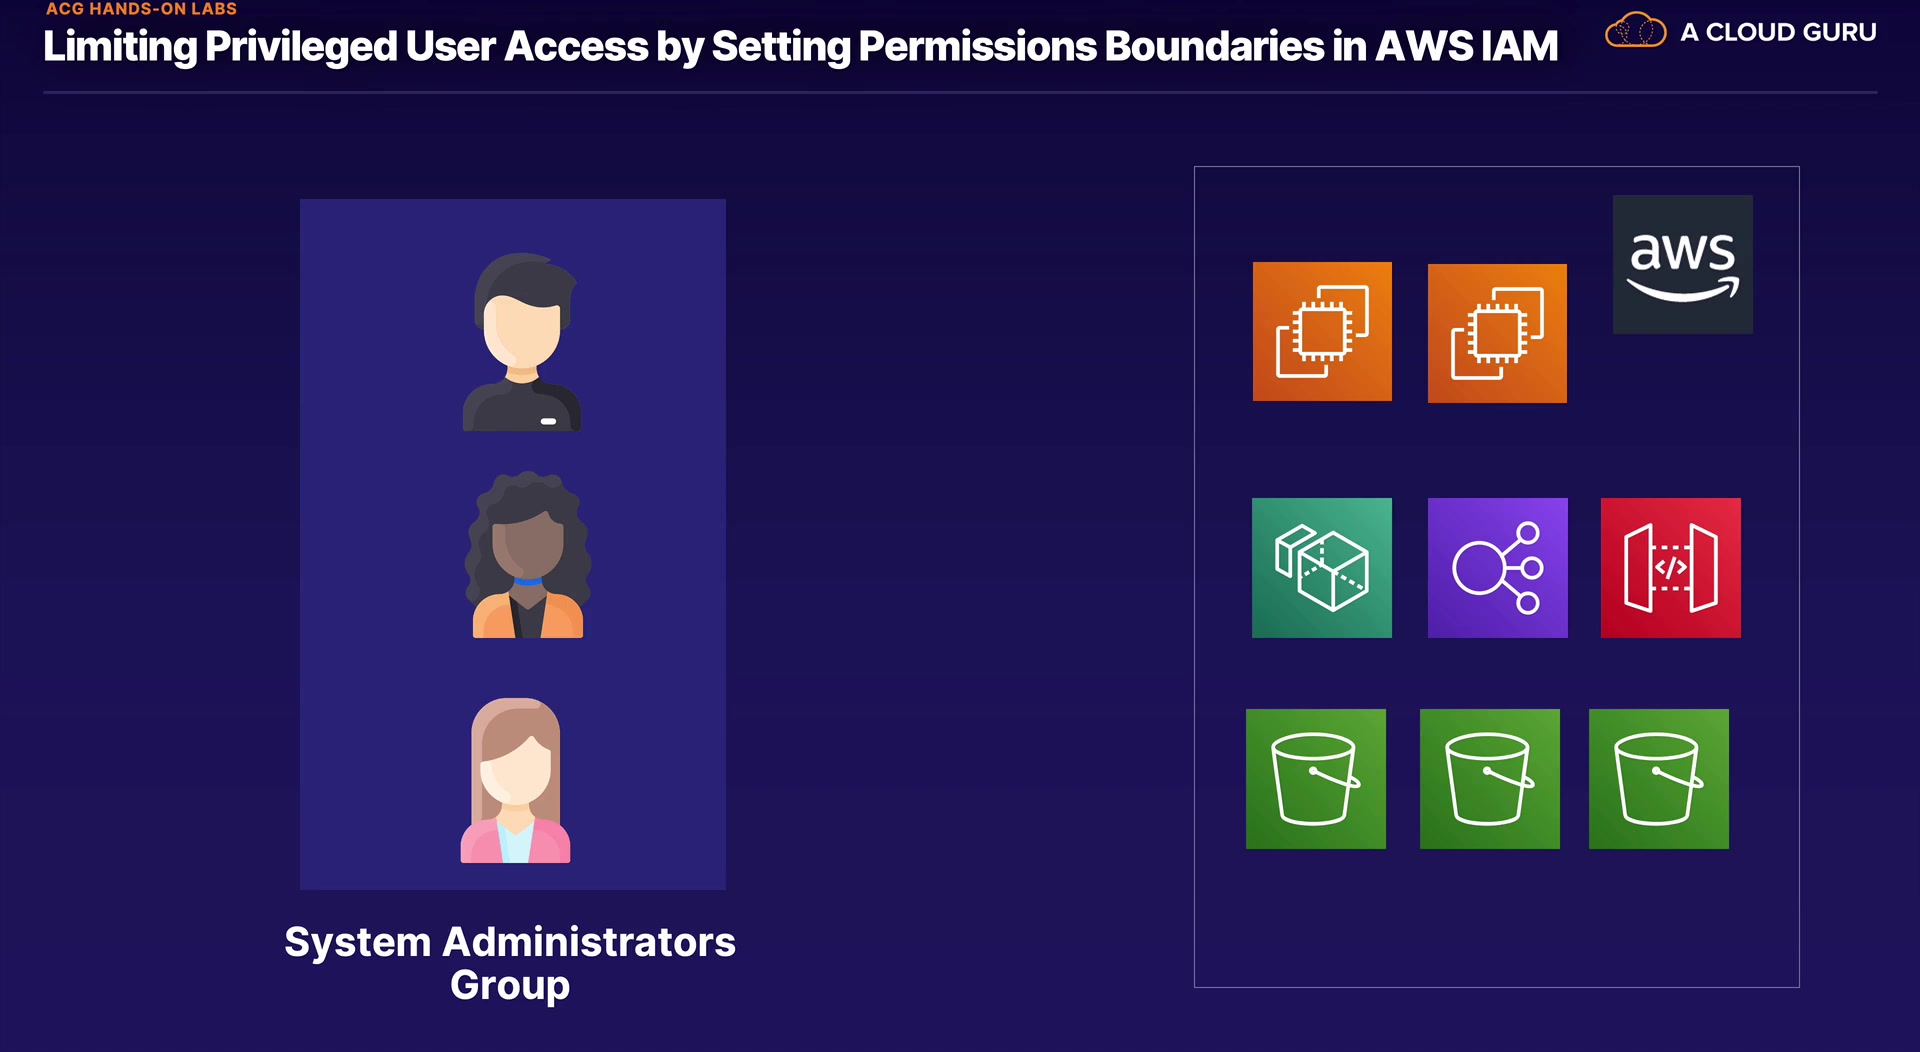 ACG HANDS-ON LABS
Limiting Privileged User Access by Setting Permissions Boundaries in AWS IAM
A CLOUD GURU
aws
</>
System Administrators
Group